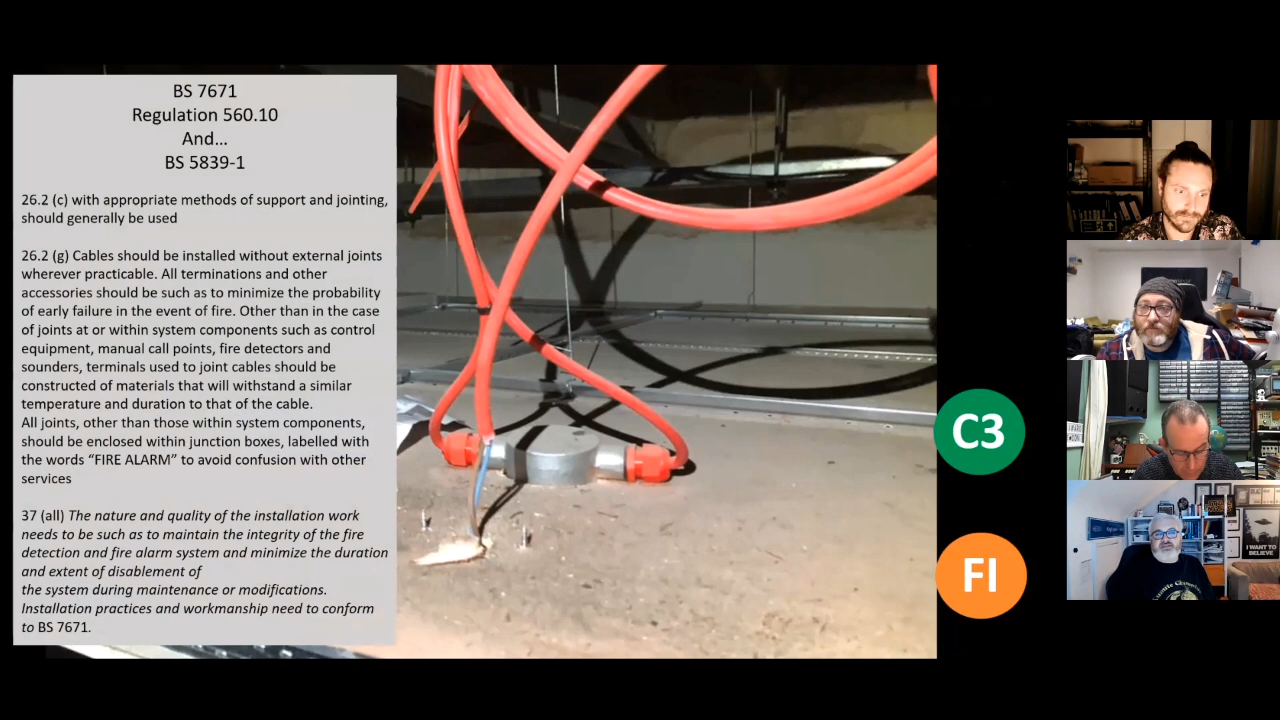 BS 7671
Regulation 560.10
And...
BS 5839-1
26.2 (c) with appropriate methods of support and jointing,
should generally be used
26.2 (g) Cables should be installed without external joints
wherever practicable. All terminations and other
accessories should be such as to minimize the probability
of early failure in the event of fire. Other than in the case
of joints at or within system components such as control
equipment, manual call points, fire detectors and
sounders, terminals used to joint cables should be
constructed of materials that will withstand a similar
temperature and duration to that of the cable.
All joints, other than those within system components,
should be enclosed within junction boxes, labelled with
the words “FIRE ALARM” to avoid confusion with other
services
37 (all) The nature and quality of the installation work
needs to be such as to maintain the integrity of the fire
detection and fire alarm system and minimize the duration
and extent of disablement of
the system during maintenance or modifications.
Installation practices and workmanship need to conform
to BS 7671.
C3
FI
I WANT TO
BELIEVE